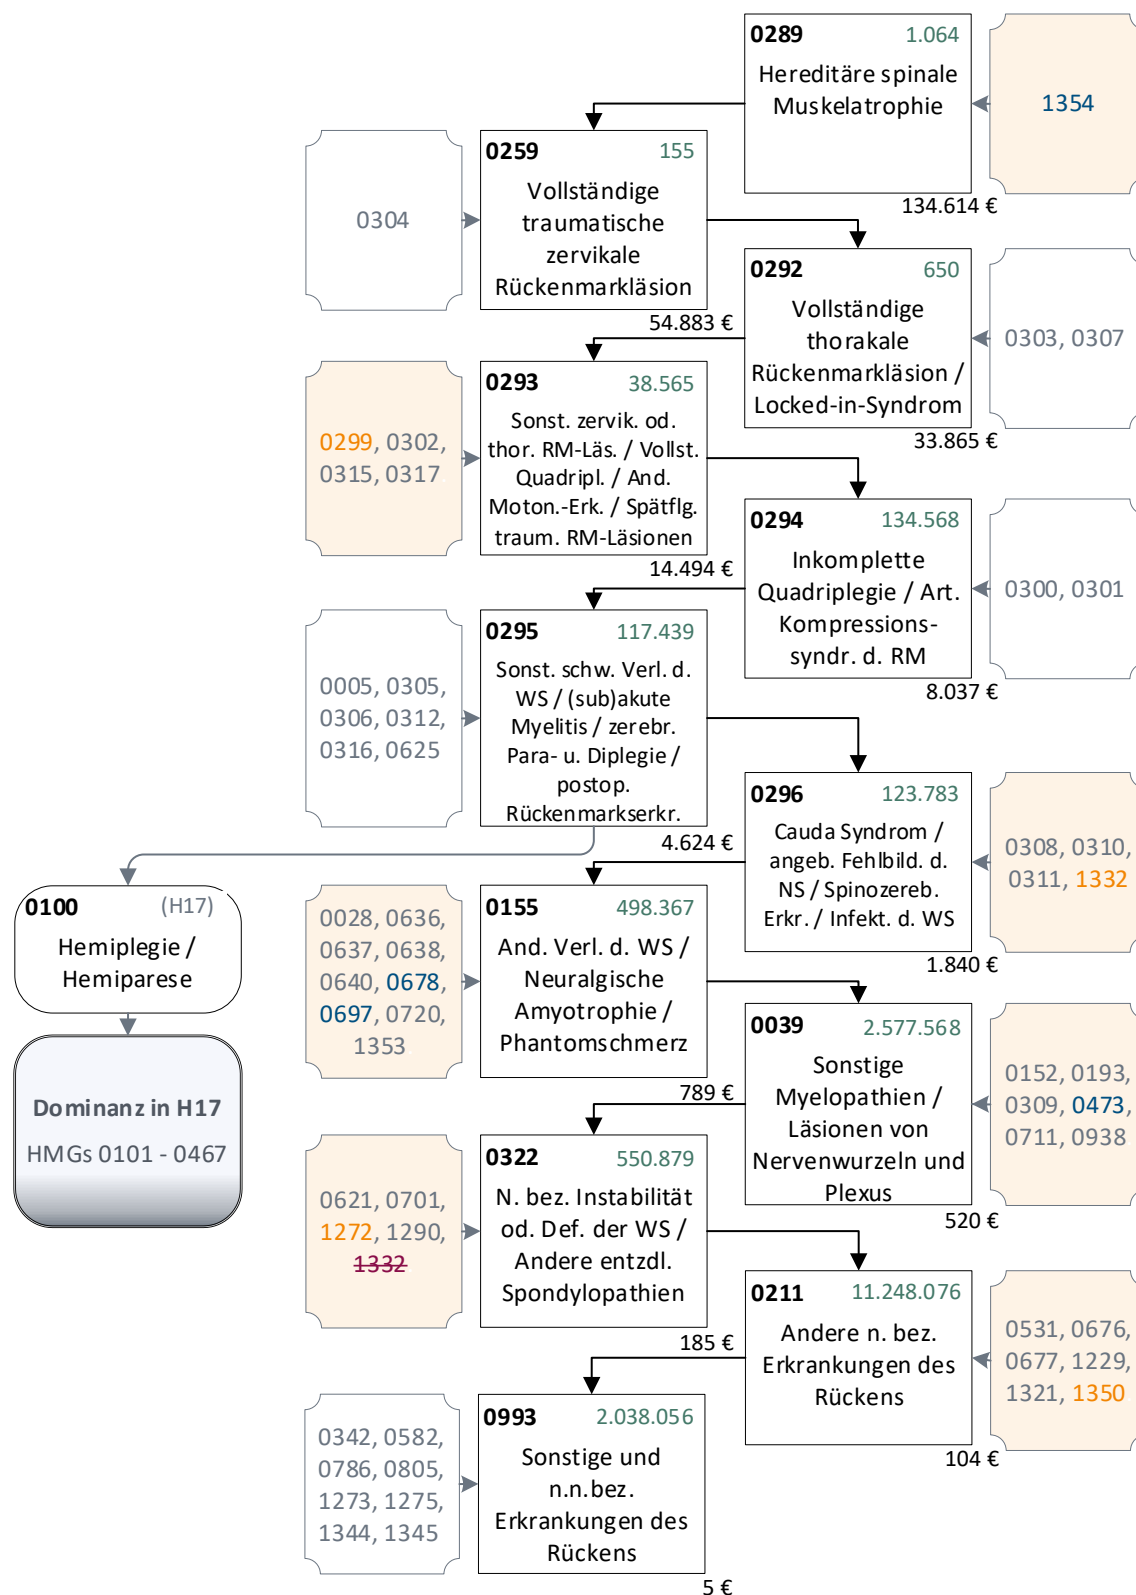 0289 1.064
Hereditäre spinale
Muskelatrophie
134.614 €
1354
0259 155
Vollständige
traumatische
zervikale
Rückenmarkläsion
54.883 €
0304
0292 650
Vollständige
thorakale
Rückenmarkläsion /
Locked-in-Syndrom
33.865 €
0303, 0307
0293 38.565
Sonst. zervik. od.
thor. RM-Läs. / Vollst.
Quadripl. / And.
Moton.-Erk. / Spätflg.
traum. RM-Läsionen
14.494 €
0299, 0302,
0315, 0317
0294 134.568
Inkomplette
Quadriplegie / Art.
Kompressions-
syndr. d. RM
8.037 €
0300, 0301
0295 117.439
Sonst. schw. Verl. d.
WS / (sub)akute
Myelitis / zerebr.
Para- u. Diplegie /
postop.
Rückenmarkserkr.
4.624 €
0005, 0305,
0306, 0312,
0316, 0625
0296 123.783
Cauda Syndrom /
angeb. Fehlbild. d.
NS / Spinozereb.
Erkr. / Infekt. d. WS
1.840 €
0308, 0310,
0311, 1332
0100 (H17)
Hemiplegie /
Hemiparese
Dominanz in H17
HMGs 0101 - 0467
0155 498.367
And. Verl. d. WS /
Neuralgische
Amyotrophie /
Phantomschmerz
789 €
0028, 0636,
0637, 0638,
0640, 0678,
0697, 0720,
1353
0039 2.577.568
Sonstige
Myelopathien /
Läsionen von
Nervenwurzeln und
Plexus
520 €
0152, 0193,
0309, 0473,
0711, 0938
0322 550.879
N. bez. Instabilität
od. Def. der WS /
Andere entzdl.
Spondylopathien
185 €
0621, 0701,
1272, 1290,
1332
0211 11.248.076
Andere n. bez.
Erkrankungen des
Rückens
104 €
0531, 0676,
0677, 1229,
1321, 1350
0993 2.038.056
Sonstige und
n.n.bez.
Erkrankungen des
Rückens
5 €
0342, 0582,
0786, 0805,
1273, 1275,
1344, 1345